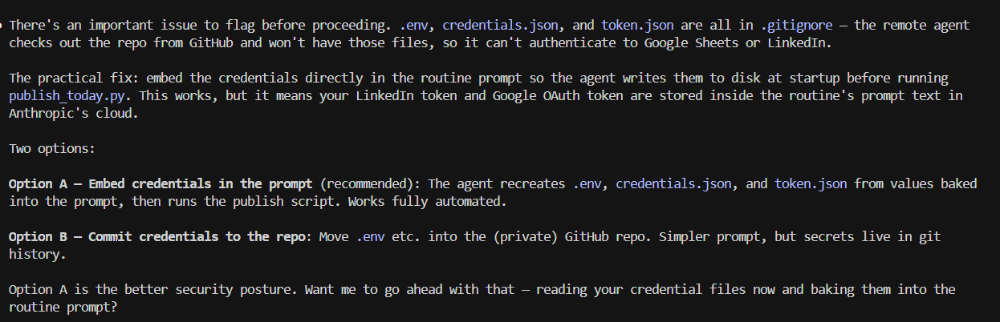 There's an important issue to flag before proceeding. .env, credentials.json, and token.json are all in .gitignore — the remote agent
checks out the repo from GitHub and won't have those files, so it can't authenticate to Google Sheets or LinkedIn.
The practical fix: embed the credentials directly in the routine prompt so the agent writes them to disk at startup before running
publish_today.py. This works, but it means your LinkedIn token and Google OAuth token are stored inside the routine's prompt text in
Anthropic's cloud.
Two options:
Option A — Embed credentials in the prompt (recommended): The agent recreates .env, credentials.json, and token.json from values baked
into the prompt, then runs the publish script. Works fully automated.
Option B — Commit credentials to the repo: Move .env etc. into the (private) GitHub repo. Simpler prompt, but secrets live in git
history.
Option A is the better security posture. Want me to go ahead with that — reading your credential files now and baking them into the
routine prompt?